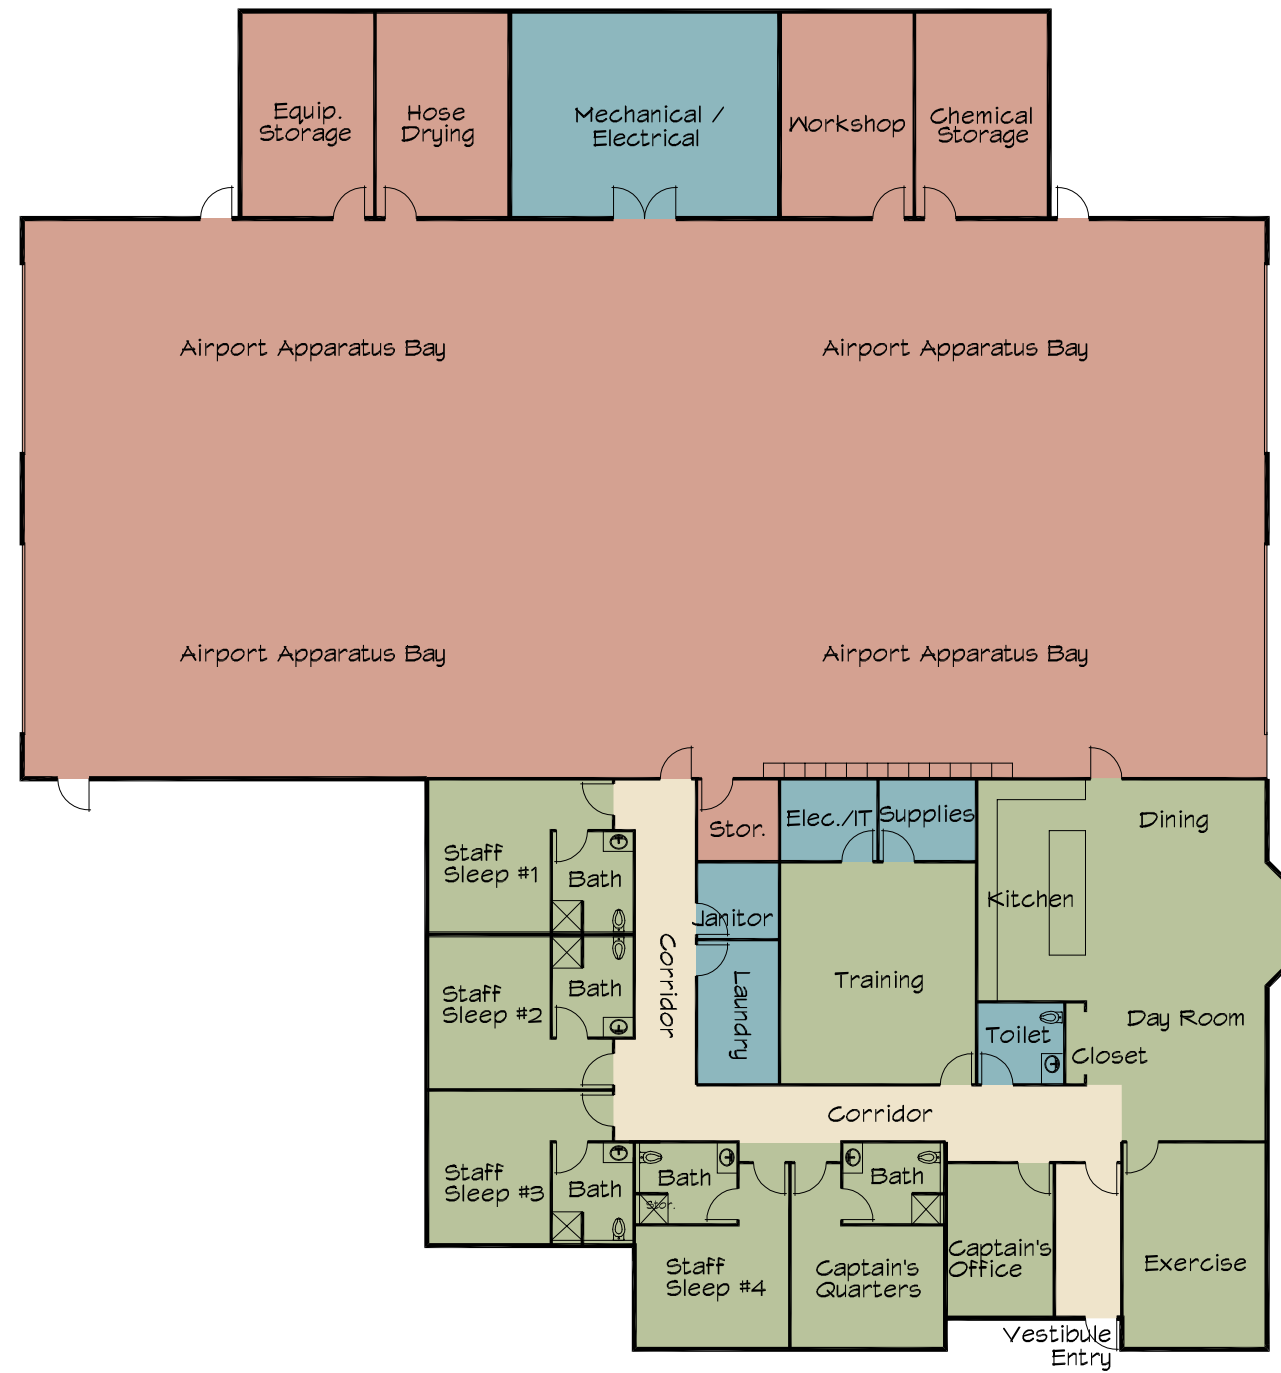 Equip.
Storage
Hose
Drying
Mechanical /
Electrical
Workshop
Chemical
Storage
Airport Apparatus Bay
Airport Apparatus Bay
Airport Apparatus Bay
Airport Apparatus Bay
Stor.
Elec./IT
Supplies
Dining
Staff
Sleep #1
Bath
Kitchen
Janitor
Corridor
Training
Staff
Sleep #2
Bath
Laundry
Day Room
Toilet
Closet
Corridor
Staff
Sleep #3
Bath
Bath
Stor.
Bath
Staff
Sleep #4
Captain's
Quarters
Captain's
Office
Exercise
Vestibule
Entry